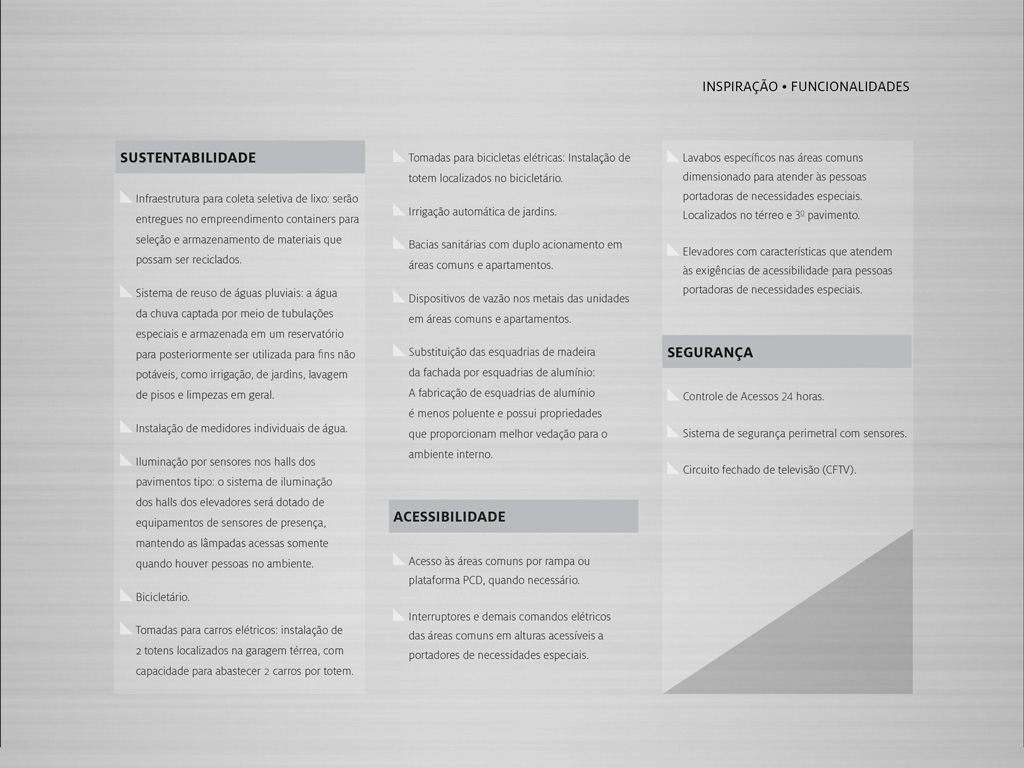 INSPIRAÇÃO • FUNCIONALIDADES
SUSTENTABILIDADE
Infraestrutura para coleta seletiva de lixo: serão
entregues no empreendimento containers para
seleção e armazenamento de materiais que
possam ser reciclados.
Sistema de reuso de águas pluviais: a água
da chuva captada por meio de tubulações
especiais e armazenada em um reservatório
para posteriormente ser utilizada para fins não
potáveis, como irrigação, de jardins, lavagem
de pisos e limpezas em geral.
Instalação de medidores individuais de água.
Iluminação por sensores nos halls dos
pavimentos tipo: o sistema de iluminação
dos halls dos elevadores será dotado de
equipamentos de sensores de presença,
mantendo as lâmpadas acessas somente
quando houver pessoas no ambiente.
Bicicletário.
Tomadas para carros elétricos: instalação de
2 totens localizados na garagem térrea, com
capacidade para abastecer 2 carros por totem.
Tomadas para bicicletas elétricas: Instalação de
totem localizados no bicicletário.
Irrigação automática de jardins.
Bacias sanitárias com duplo acionamento em
áreas comuns e apartamentos.
Dispositivos de vazão nos metais das unidades
em áreas comuns e apartamentos.
Substituição das esquadrias de madeira
da fachada por esquadrias de alumínio:
A fabricação de esquadrias de alumínio
é menos poluente e possui propriedades
que proporcionam melhor vedação para o
ambiente interno.
ACESSIBILIDADE
Acesso às áreas comuns por rampa ou
plataforma PCD, quando necessário.
Interruptores e demais comandos elétricos
das áreas comuns em alturas acessíveis a
portadores de necessidades especiais.
Lavabos específicos nas áreas comuns
dimensionado para atender às pessoas
portadoras de necessidades especiais.
Localizados no térreo e 3º pavimento.
Elevadores com características que atendem
às exigências de acessibilidade para pessoas
portadoras de necessidades especiais.
SEGURANÇA
Controle de Acessos 24 horas.
Sistema de segurança perimetral com sensores.
Circuito fechado de televisão (CFTV).